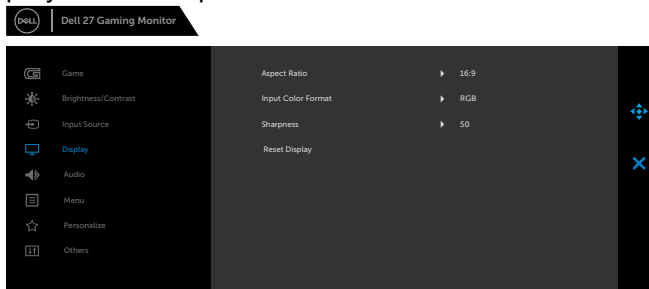 DELL
Dell 27 Gaming Monitor
Game
Aspect Ratio 16:9
Brightness/Contrast
Input Color Format RGB
Input Source
Sharpness 50
Display
Reset Display
Audio
Menu
Personalize
Others